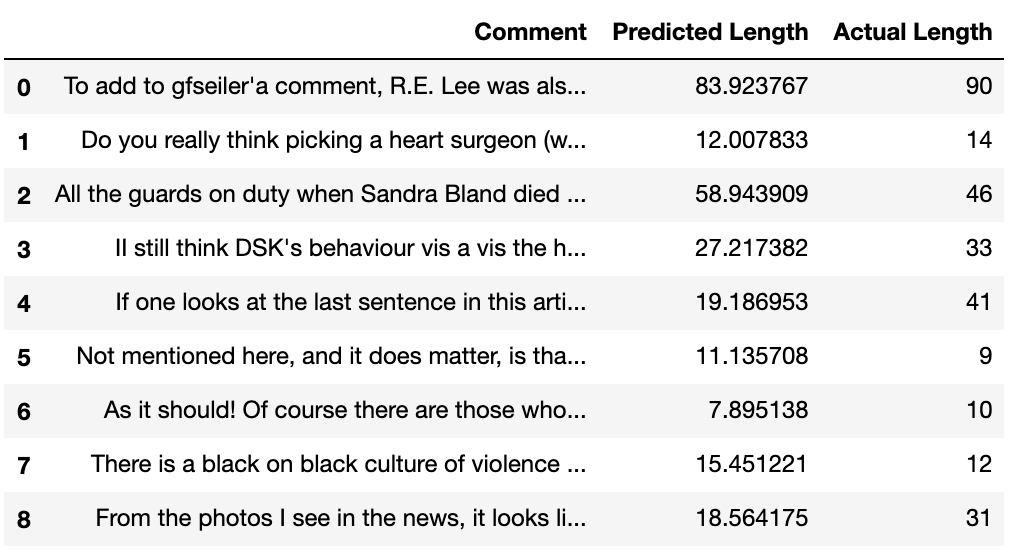 Comment Predicted Length Actual Length
0 To add to gfseiler'a comment, R.E. Lee was als... 83.923767 90
1 Do you really think picking a heart surgeon (w... 12.007833 14
2 All the guards on duty when Sandra Bland died ... 58.943909 46
3 II still think DSK's behaviour vis a vis the h... 27.217382 33
4 If one looks at the last sentence in this arti... 19.186953 41
5 Not mentioned here, and it does matter, is tha... 11.135708 9
6 As it should! Of course there are those who... 7.895138 10
7 There is a black on black culture of violence ... 15.451221 12
8 From the photos I see in the news, it looks li... 18.564175 31